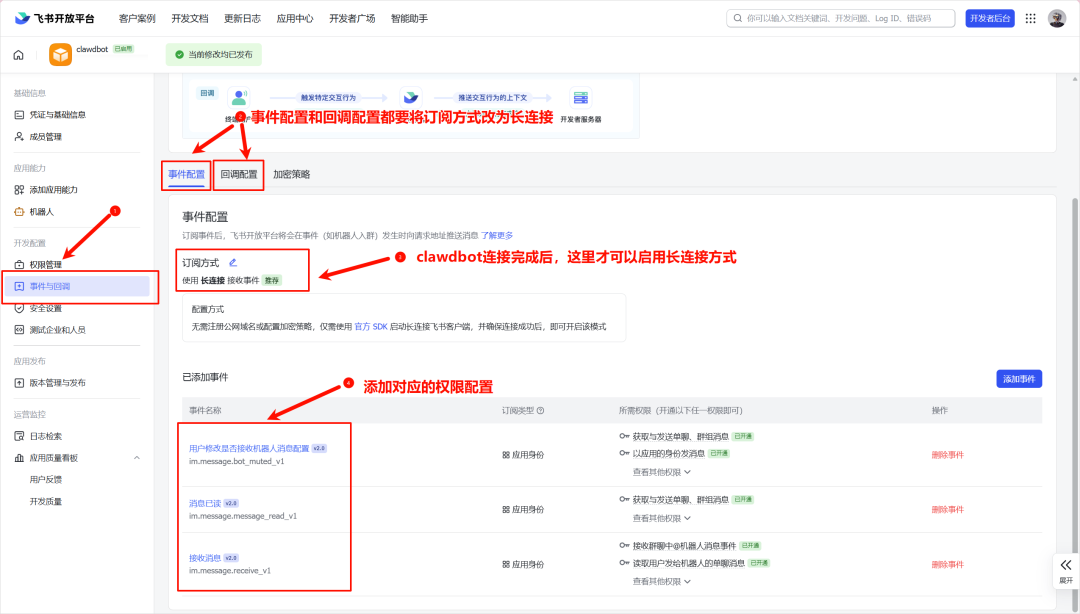 飞书开放平台 客户案例 开发文档 更新日志 应用中心 开发者广场 智能助手 你可以输入文档关键词、开发问题、Log ID、错误码 开发者后台
clawdbot 已启用 当前修改均已发布
基础信息
凭证与基础信息
成员管理
应用能力
添加应用能力
机器人
开发配置
权限管理
事件与回调
安全设置
测试企业和人员
应用发布
版本管理与发布
运营监控
日志检索
应用质量看板
用户反馈
开发质量
回调 触发特定交互行为 推送交互行为的上下文
开发者服务器
2 事件配置和回调配置都要将订阅方式改为长连接
1
事件配置 回调配置 加密策略
事件配置
订阅事件后，飞书开放平台将会在事件（如机器人入群）发生时向请求地址推送消息 了解更多
订阅方式
使用 长连接 接收事件 推荐
3 clawdbot连接完成后，这里才可以启用长连接方式
配置方式
无需注册公网域名或配置加密策略，仅需使用 官方 SDK 启动长连接飞书客户端，并确保连接成功后，即可开启该模式
已添加事件 添加事件
4 添加对应的权限配置
事件名称 订阅类型 所需权限（开通以下任一权限即可） 操作
用户修改是否接收机器人消息配置 v2.0
im.message.bot_muted_v1
应用身份
获取与发送单聊、群组消息 已开通
以应用的身份发消息 已开通
查看其他权限
删除事件
消息已读 v2.0
im.message.message_read_v1
应用身份
获取与发送单聊、群组消息 已开通
查看其他权限
删除事件
接收消息 v2.0
im.message.receive_v1
应用身份
接收群聊中@机器人消息事件 已开通
读取用户发给机器人的单聊消息 已开通
查看其他权限
删除事件
展开